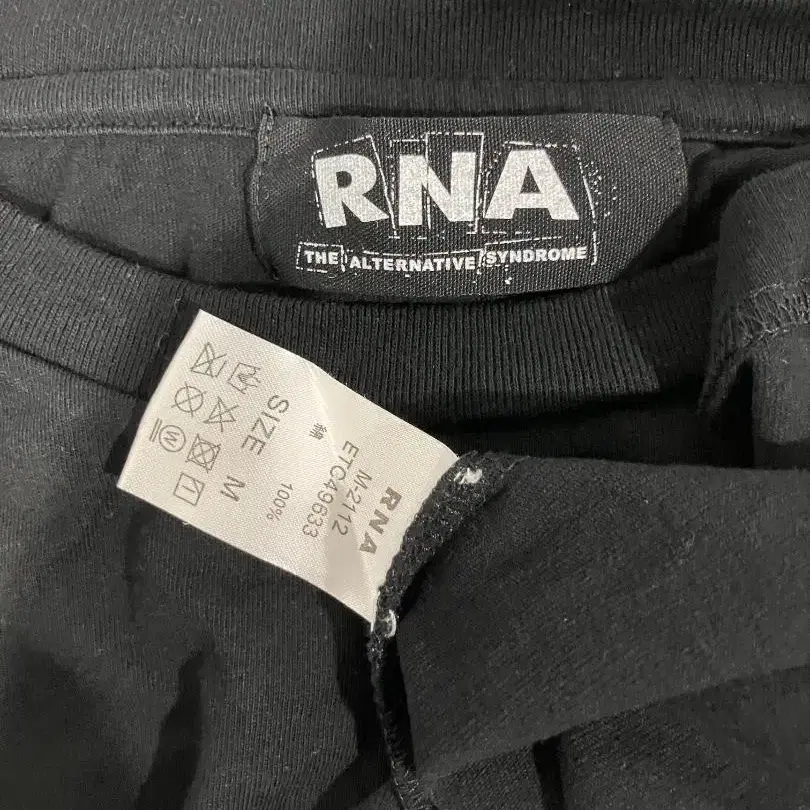 RNA
THE ALTERNATIVE SYNDROME
RNA
M-2112
ETC49633
綿 100%
SIZE M